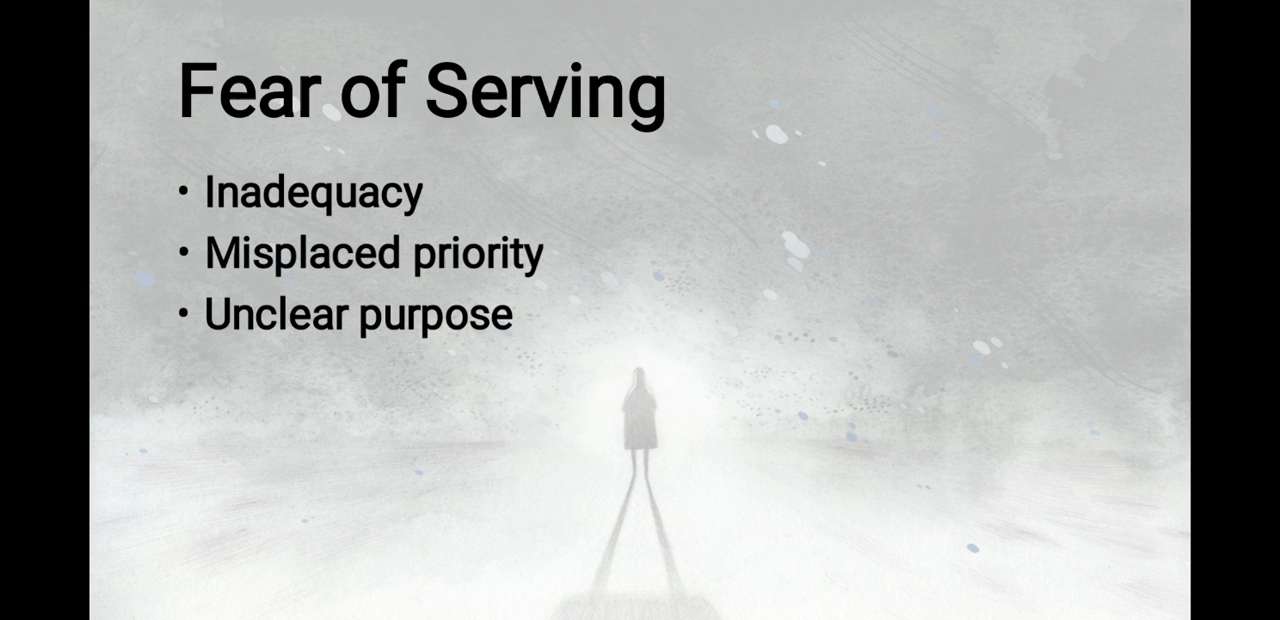 Fear of Serving
• Inadequacy
• Misplaced priority
• Unclear purpose